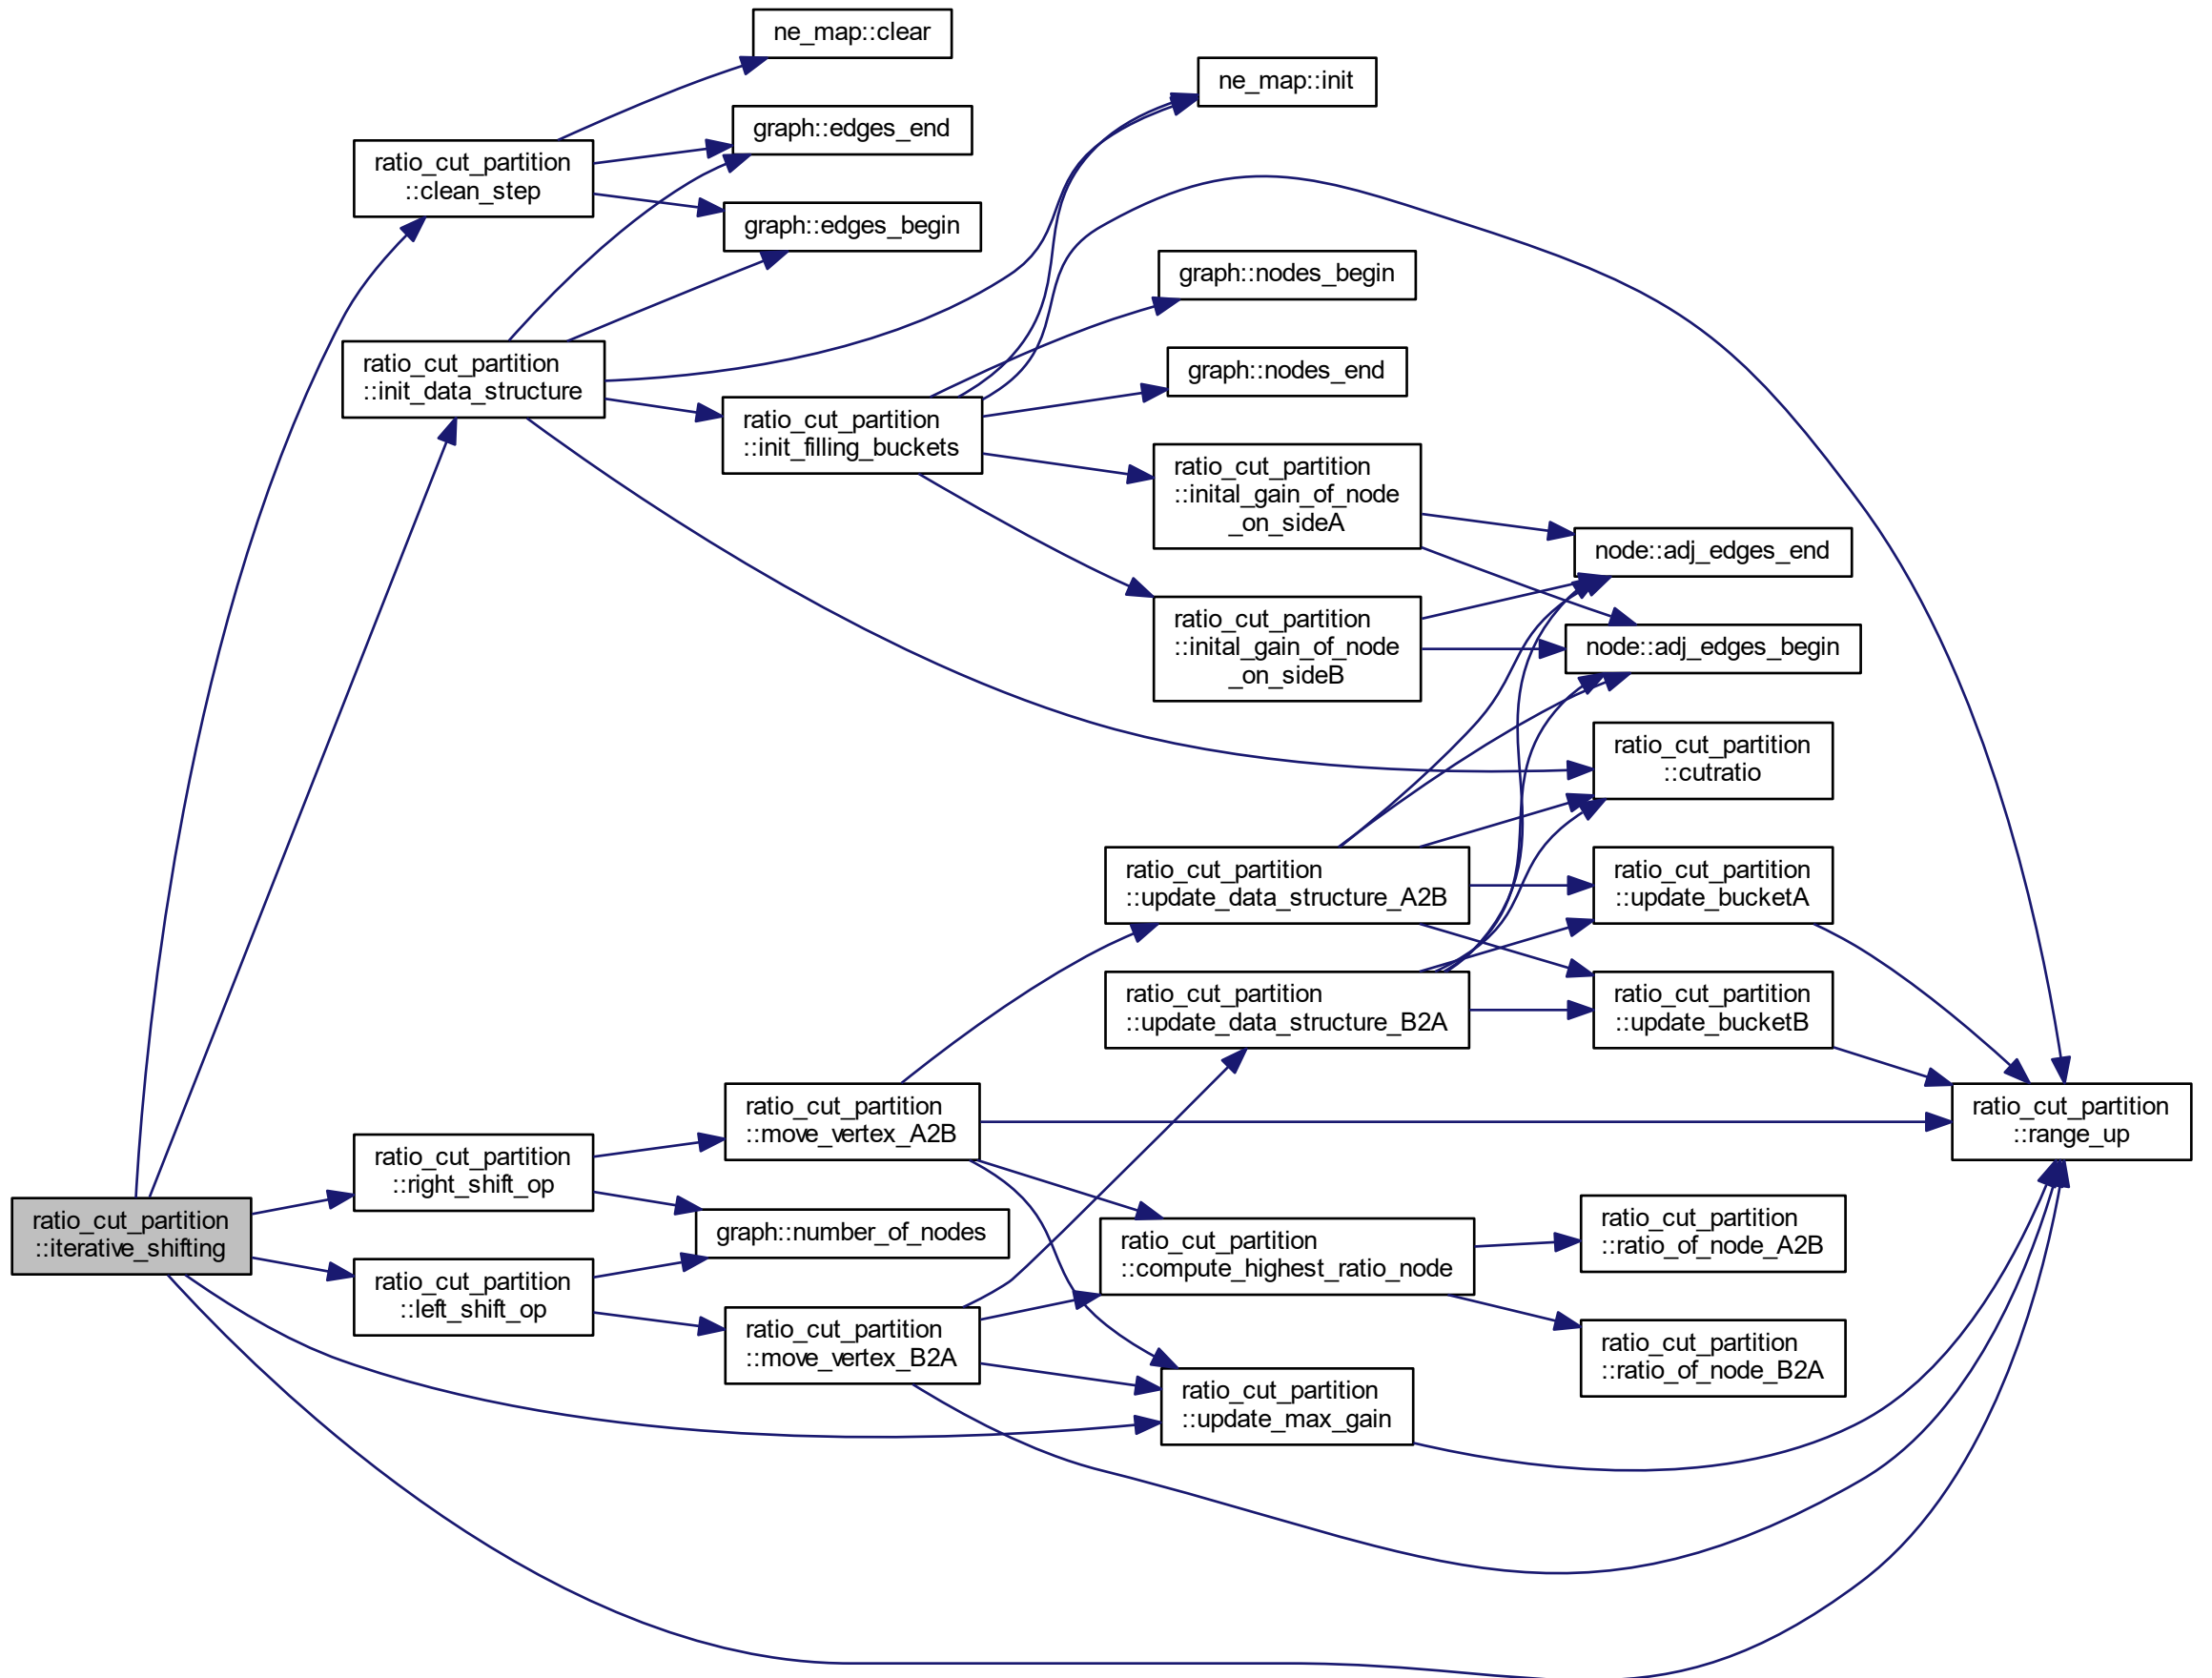 ne_map::clear
ne_map::init
graph::edges_end
ratio_cut_partition
::clean_step
graph::edges_begin
graph::nodes_begin
graph::nodes_end
ratio_cut_partition
::init_data_structure
ratio_cut_partition
::init_filling_buckets
ratio_cut_partition
::inital_gain_of_node
_on_sideA
node::adj_edges_end
ratio_cut_partition
::inital_gain_of_node
_on_sideB
node::adj_edges_begin
ratio_cut_partition
::cutratio
ratio_cut_partition
::update_data_structure_A2B
ratio_cut_partition
::update_bucketA
ratio_cut_partition
::update_data_structure_B2A
ratio_cut_partition
::update_bucketB
ratio_cut_partition
::move_vertex_A2B
ratio_cut_partition
::range_up
ratio_cut_partition
::right_shift_op
graph::number_of_nodes
ratio_cut_partition
::iterative_shifting
ratio_cut_partition
::compute_highest_ratio_node
ratio_cut_partition
::ratio_of_node_A2B
ratio_cut_partition
::left_shift_op
ratio_cut_partition
::move_vertex_B2A
ratio_cut_partition
::ratio_of_node_B2A
ratio_cut_partition
::update_max_gain